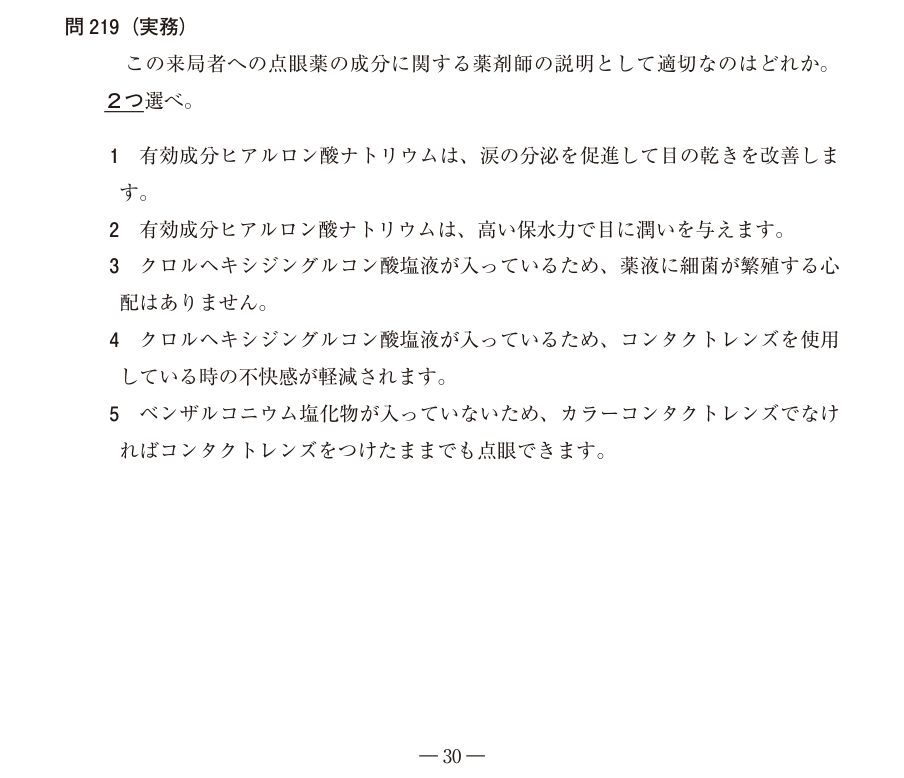 問 219（実務）
この来局者への点眼薬の成分に関する薬剤師の説明として適切なのはどれか。
２つ選べ。
1　有効成分ヒアルロン酸ナトリウムは、涙の分泌を促進して目の乾きを改善しま
す。
2　有効成分ヒアルロン酸ナトリウムは、高い保水力で目に潤いを与えます。
3　クロルヘキシジングルコン酸塩液が入っているため、薬液に細菌が繁殖する心
配はありません。
4　クロルヘキシジングルコン酸塩液が入っているため、コンタクトレンズを使用
している時の不快感が軽減されます。
5　ベンザルコニウム塩化物が入っていないため、カラーコンタクトレンズでなけ
ればコンタクトレンズをつけたままでも点眼できます。
— 30 —